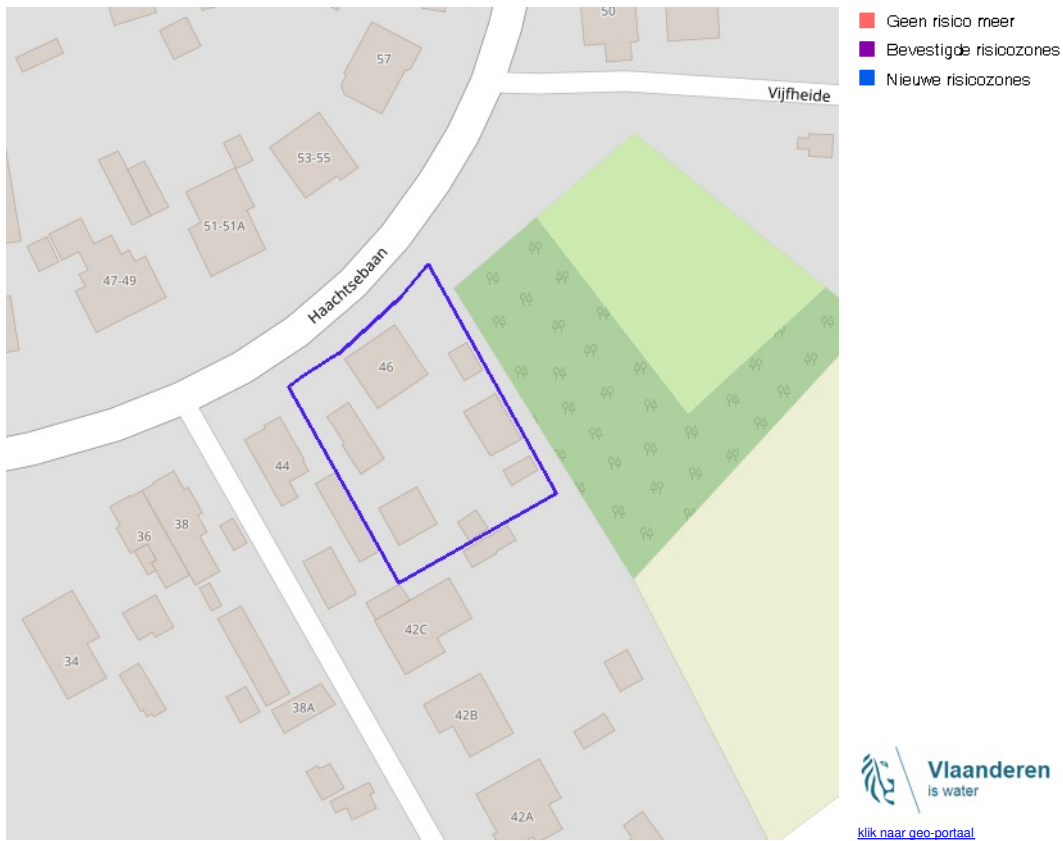 50
57
Vijfheide
53-55
51-51A
47-49
Haachtsebaan
46
44
36
38
34
42C
38A
42B
42A
Geen risico meer
Bevestigde risicozones
Nieuwe risicozones
Vlaanderen
is water
klik naar geo-portaal